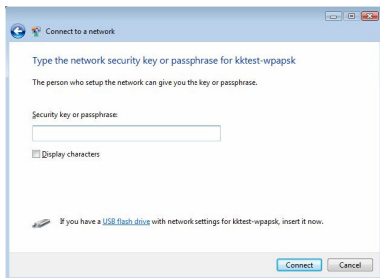 Connect to a network
Type the network security key or passphrase for kktest-wpapsk
The person who setup the network can give you the key or passphrase.
Security key or passphrase:
Display characters
If you have a USB flash drive with network settings for kktest-wpapsk, insert it now.
Connect Cancel